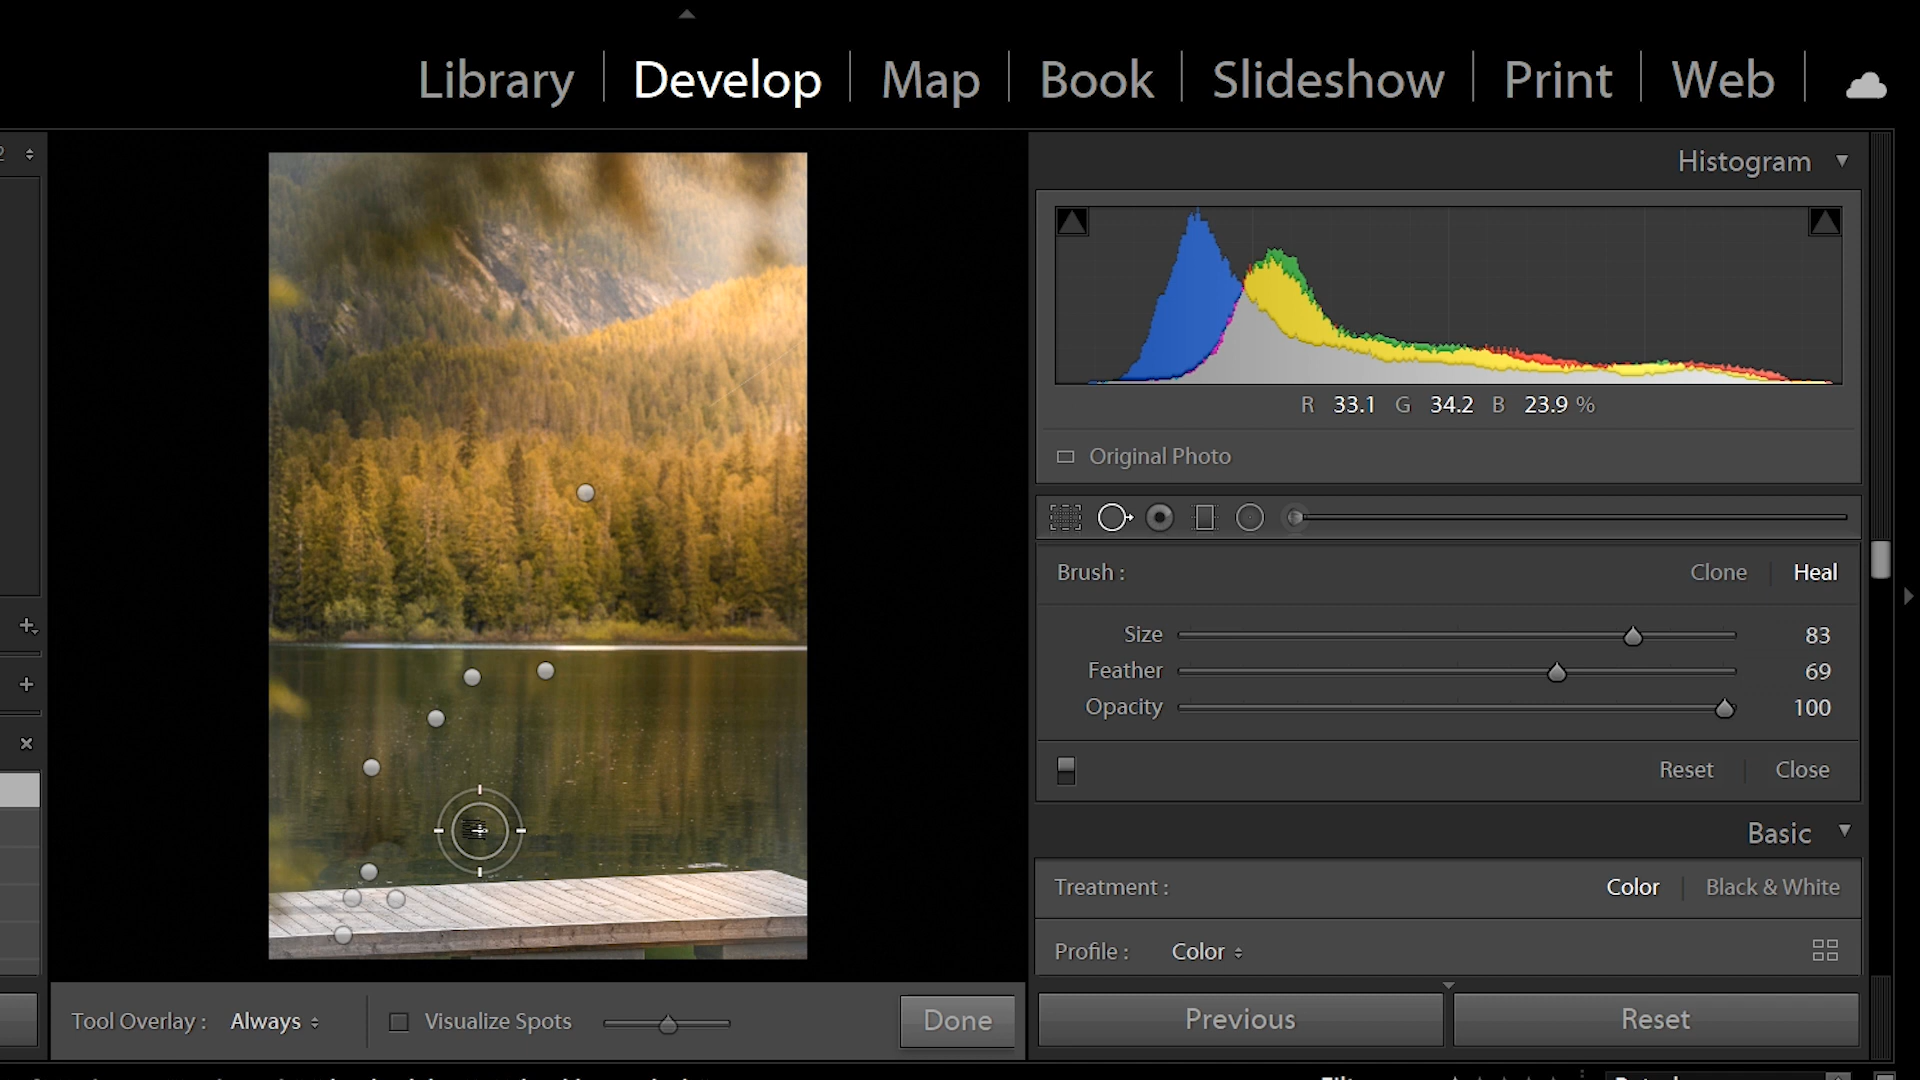 Library Develop Map Book Slideshow Print Web
2
Histogram
R 33.1 G 34.2 B 23.9 %
Original Photo
Brush : Clone Heal
Size 83
Feather 69
Opacity 100
Reset Close
Basic
Treatment : Color Black & White
Profile : Color
Tool Overlay : Always Visualize Spots Done
Previous Reset